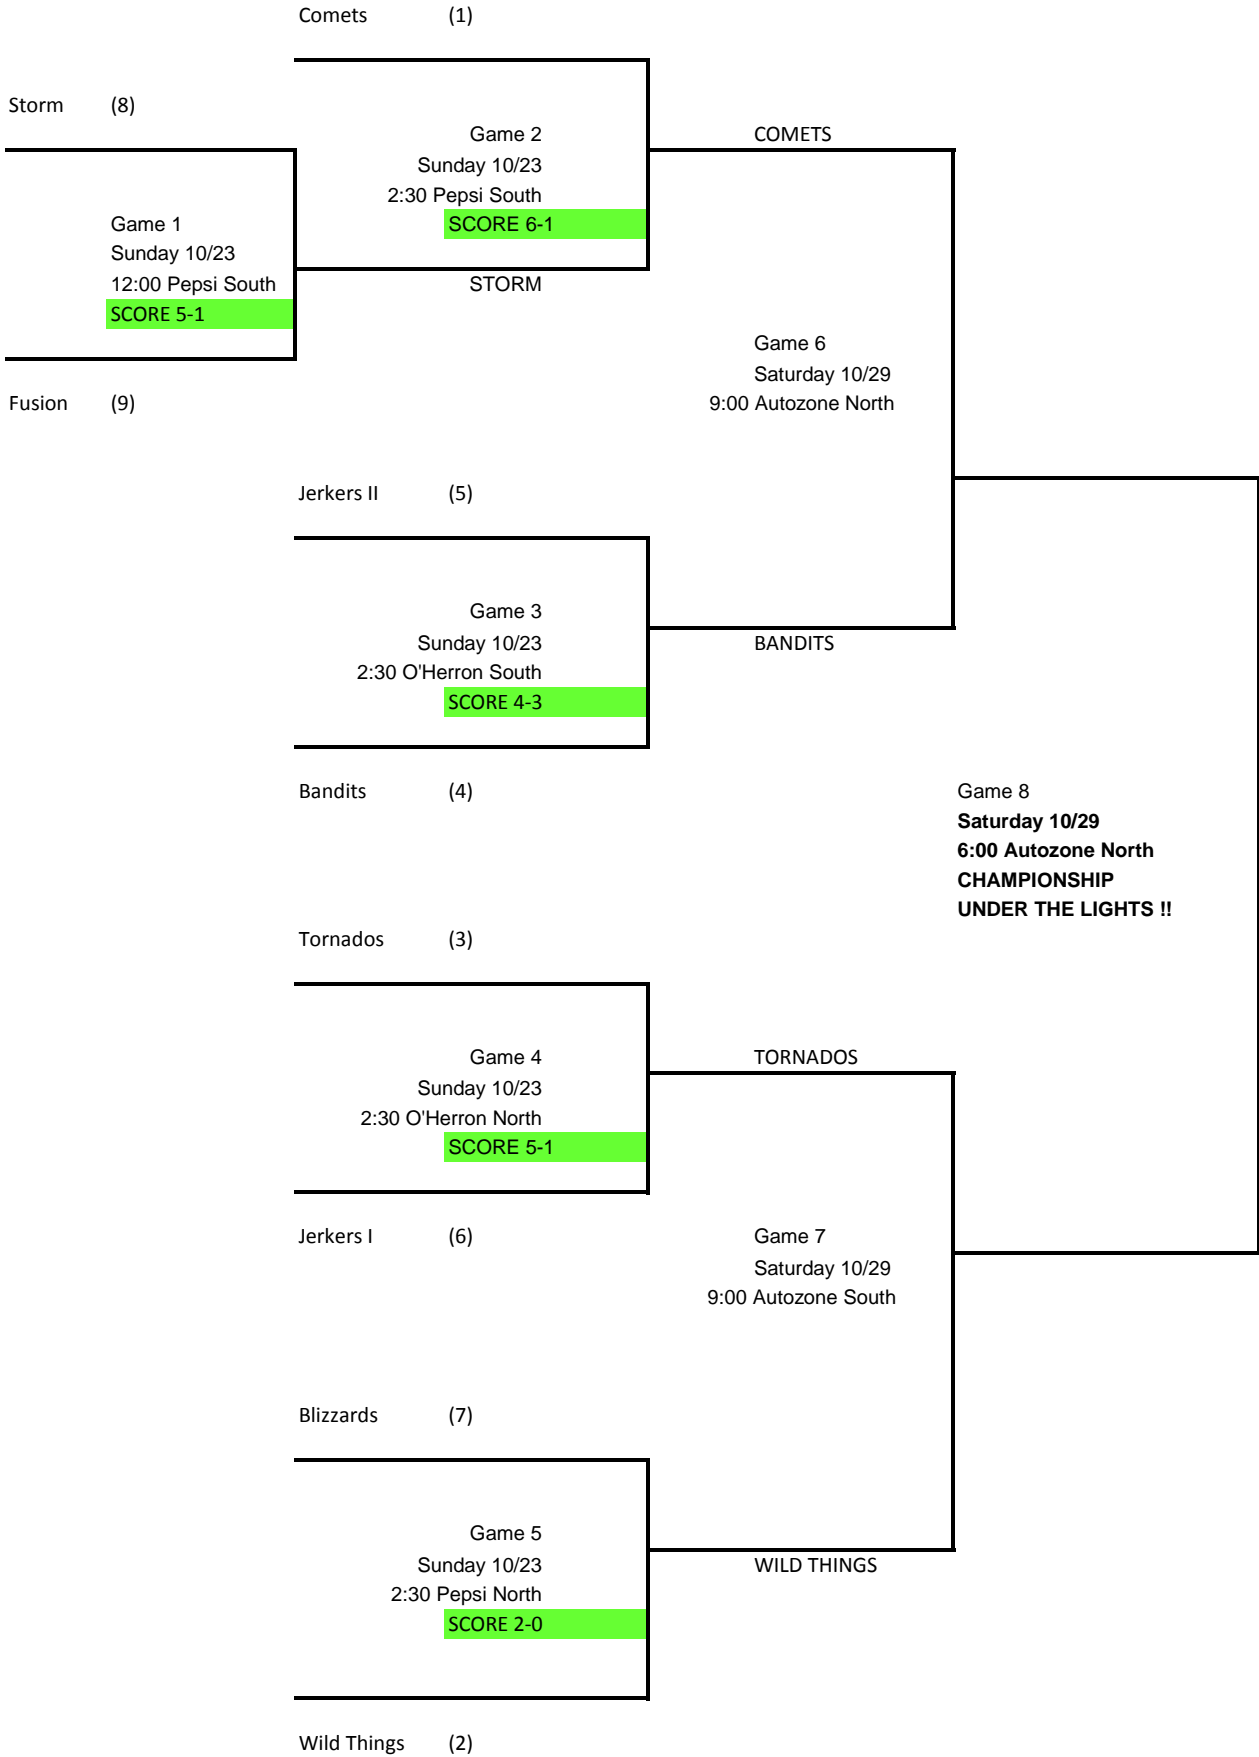 Comets (1)
Storm (8)
Game 2
Sunday 10/23
2:30 Pepsi South
SCORE 6-1
COMETS
Game 1
Sunday 10/23
12:00 Pepsi South
SCORE 5-1
STORM
Fusion (9)
Game 6
Saturday 10/29
9:00 Autozone North
Jerkers II (5)
Game 3
Sunday 10/23
2:30 O'Herron South
SCORE 4-3
BANDITS
Bandits (4)
Game 8
Saturday 10/29
6:00 Autozone North
CHAMPIONSHIP
UNDER THE LIGHTS !!
Tornados (3)
Game 4
Sunday 10/23
2:30 O'Herron North
SCORE 5-1
TORNADOS
Jerkers I (6)
Game 7
Saturday 10/29
9:00 Autozone South
Blizzards (7)
Game 5
Sunday 10/23
2:30 Pepsi North
SCORE 2-0
WILD THINGS
Wild Things (2)